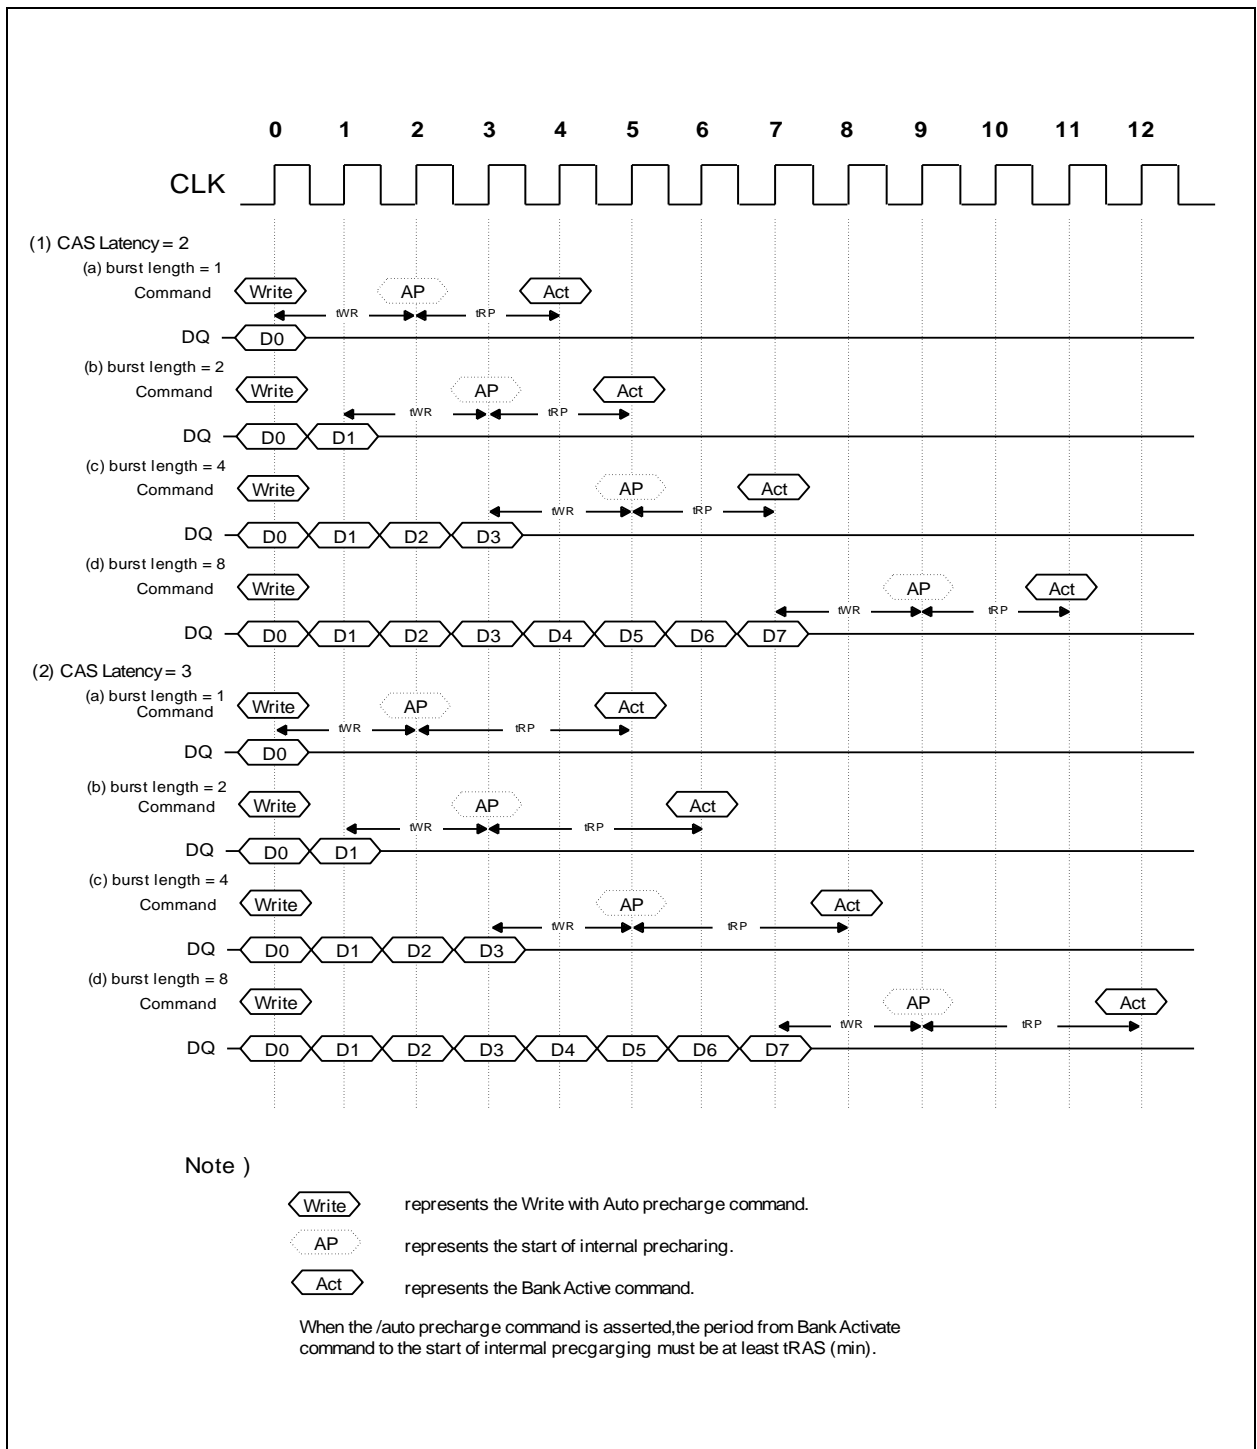 0 1 2 3 4 5 6 7 8 9 10 11 12
CLK
(1) CAS Latency = 2
(a) burst length = 1
Command Write AP Act
tWR tRP
DQ D0
(b) burst length = 2
Command Write AP Act
tWR tRP
DQ D0 D1
(c) burst length = 4
Command Write AP Act
tWR tRP
DQ D0 D1 D2 D3
(d) burst length = 8
Command Write AP Act
tWR tRP
DQ D0 D1 D2 D3 D4 D5 D6 D7
(2) CAS Latency = 3
(a) burst length = 1
Command Write AP Act
tWR tRP
DQ D0
(b) burst length = 2
Command Write AP Act
tWR tRP
DQ D0 D1
(c) burst length = 4
Command Write AP Act
tWR tRP
DQ D0 D1 D2 D3
(d) burst length = 8
Command Write AP Act
tWR tRP
DQ D0 D1 D2 D3 D4 D5 D6 D7
Note )
Write represents the Write with Auto precharge command.
AP represents the start of internal precharing.
Act represents the Bank Active command.
When the /auto precharge command is asserted,the period from Bank Activate
command to the start of intermal precgarging must be at least tRAS (min).